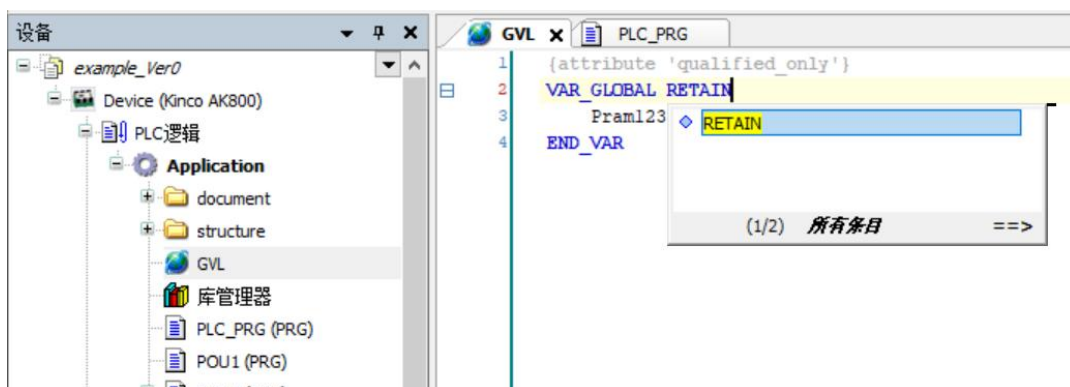 设备
example_Ver0
Device (Kinco AK800)
PLC逻辑
Application
document
structure
GVL
库管理器
PLC_PRG (PRG)
POU1 (PRG)
GVL
PLC_PRG
1 {attribute 'qualified_only'}
2 VAR_GLOBAL RETAIN
3 Pram123
4 END_VAR
RETAIN
(1/2) 所有条目 ==>